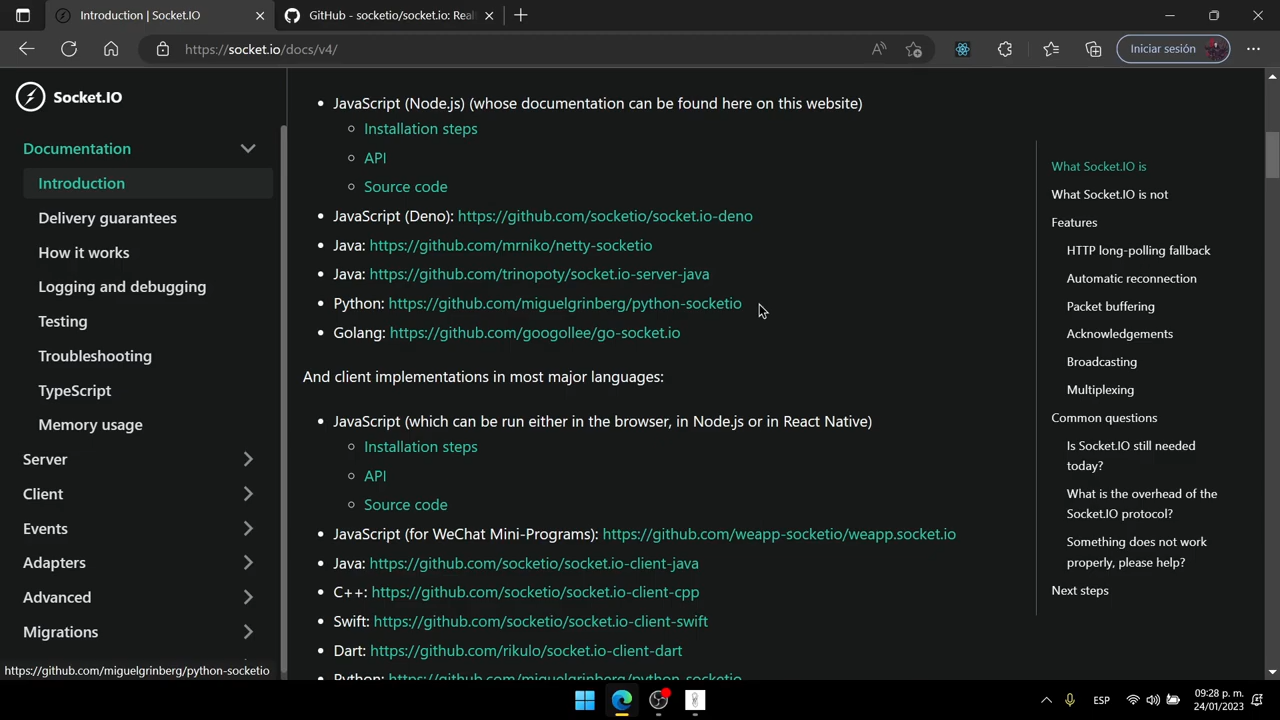 Introduction | Socket.IO
GitHub - socketio/socket.io: Real
https://socket.io/docs/v4/
Iniciar sesión
Socket.IO
Documentation
Introduction
Delivery guarantees
How it works
Logging and debugging
Testing
Troubleshooting
TypeScript
Memory usage
Server
Client
Events
Adapters
Advanced
Migrations
https://github.com/miguelgrinberg/python-socketio
JavaScript (Node.js) (whose documentation can be found here on this website)
Installation steps
API
Source code
JavaScript (Deno): https://github.com/socketio/socket.io-deno
Java: https://github.com/mrniko/netty-socketio
Java: https://github.com/trinopoty/socket.io-server-java
Python: https://github.com/miguelgrinberg/python-socketio
Golang: https://github.com/googollee/go-socket.io
And client implementations in most major languages:
JavaScript (which can be run either in the browser, in Node.js or in React Native)
Installation steps
API
Source code
JavaScript (for WeChat Mini-Programs): https://github.com/weapp-socketio/weapp.socket.io
Java: https://github.com/socketio/socket.io-client-java
C++: https://github.com/socketio/socket.io-client-cpp
Swift: https://github.com/socketio/socket.io-client-swift
Dart: https://github.com/rikulo/socket.io-client-dart
Python: https://github.com/miguelgrinberg/python-socketio
What Socket.IO is
What Socket.IO is not
Features
HTTP long-polling fallback
Automatic reconnection
Packet buffering
Acknowledgements
Broadcasting
Multiplexing
Common questions
Is Socket.IO still needed
today?
What is the overhead of the
Socket.IO protocol?
Something does not work
properly, please help?
Next steps
ESP
09:28 p. m.
24/01/2023